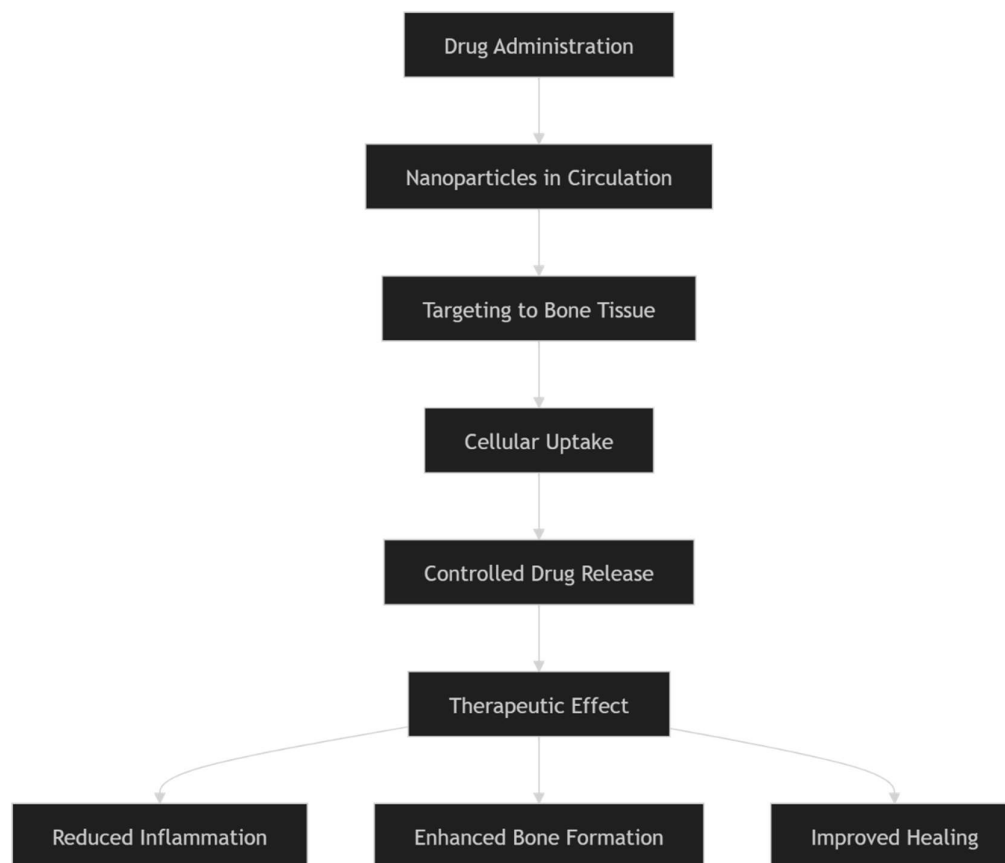 Drug Administration
Nanoparticles in Circulation
Targeting to Bone Tissue
Cellular Uptake
Controlled Drug Release
Therapeutic Effect
Reduced Inflammation
Enhanced Bone Formation
Improved Healing